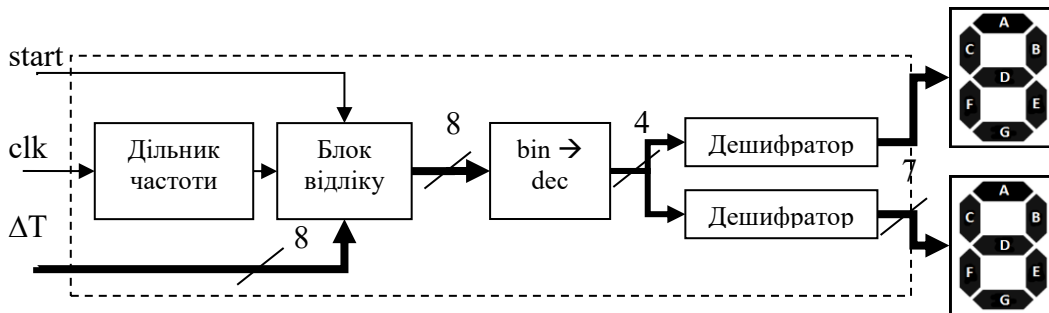 start
clk
ΔT
Дільник
частоти
Блок
відліку
8
8
bin →
dec
4
Дешифратор
Дешифратор
7
A
C
B
D
F
E
G
A
C
B
D
F
E
G